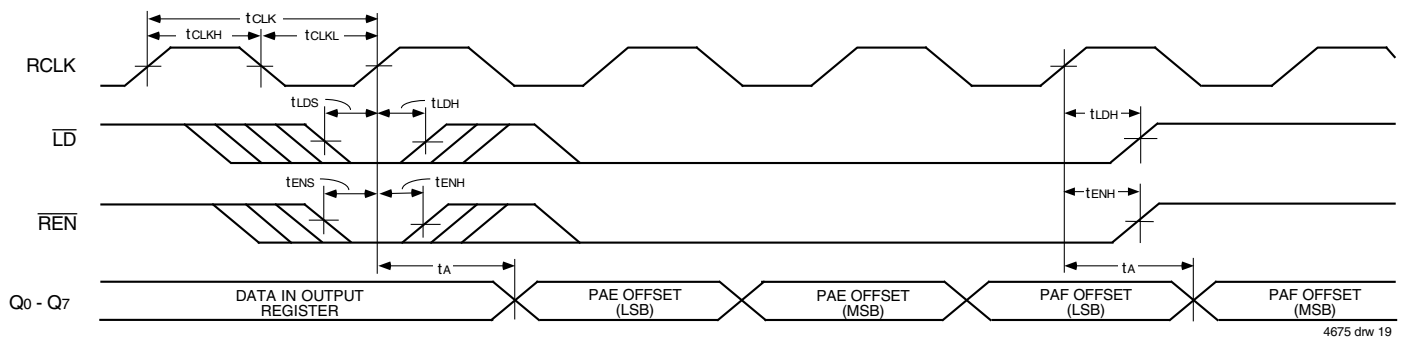 tCLK
tCLKH
tCLKL
RCLK
tLDS
tLDH
tLDH
LD
tENS
tENH
tENH
REN
tA
tA
Q0 - Q7
DATA IN OUTPUT
REGISTER
PAE OFFSET
(LSB)
PAE OFFSET
(MSB)
PAF OFFSET
(LSB)
PAF OFFSET
(MSB)
4675 drw 19